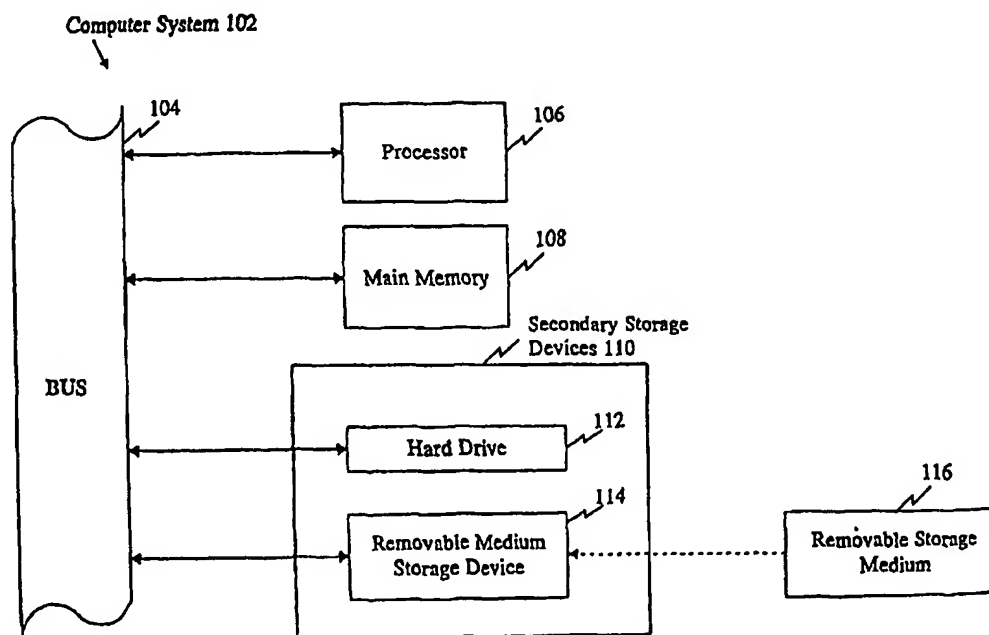 Computer System 102
104
106
Processor
108
Main Memory
Secondary Storage
Devices 110
BUS
112
Hard Drive
114
116
Removable Medium
Storage Device
Removable Storage
Medium